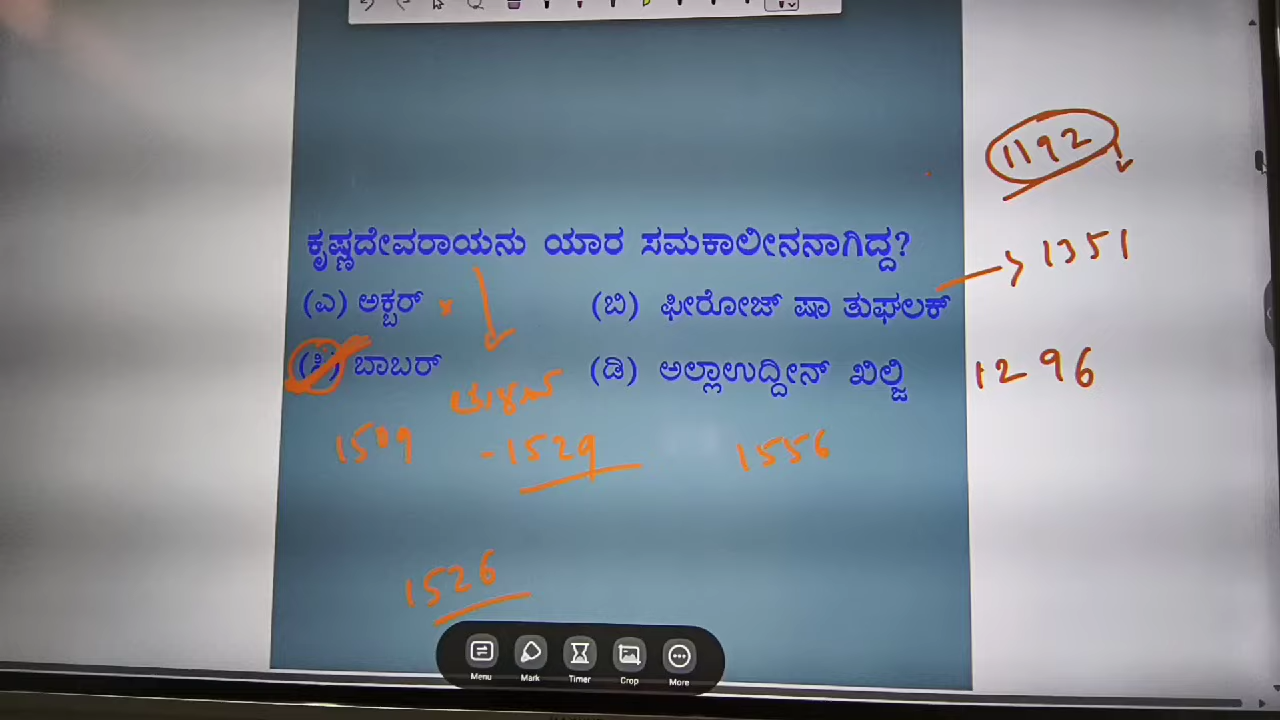 1192
ಕೃಷ್ಣದೇವರಾಯನು ಯಾರ ಸಮಕಾಲೀನನಾಗಿದ್ದ?
1351
(ಎ) ಅಕ್ಬರ್ (ಬಿ) ಫೀರೋಜ್ ಷಾ ತುಘಲಕ್
(ಸಿ) ಬಾಬರ್ (ಡಿ) ಅಲ್ಲಾಉದ್ದೀನ್ ಖಿಲ್ಜಿ 1296
1509 - 1529 1556
1526
Menu Mark Timer Crop More